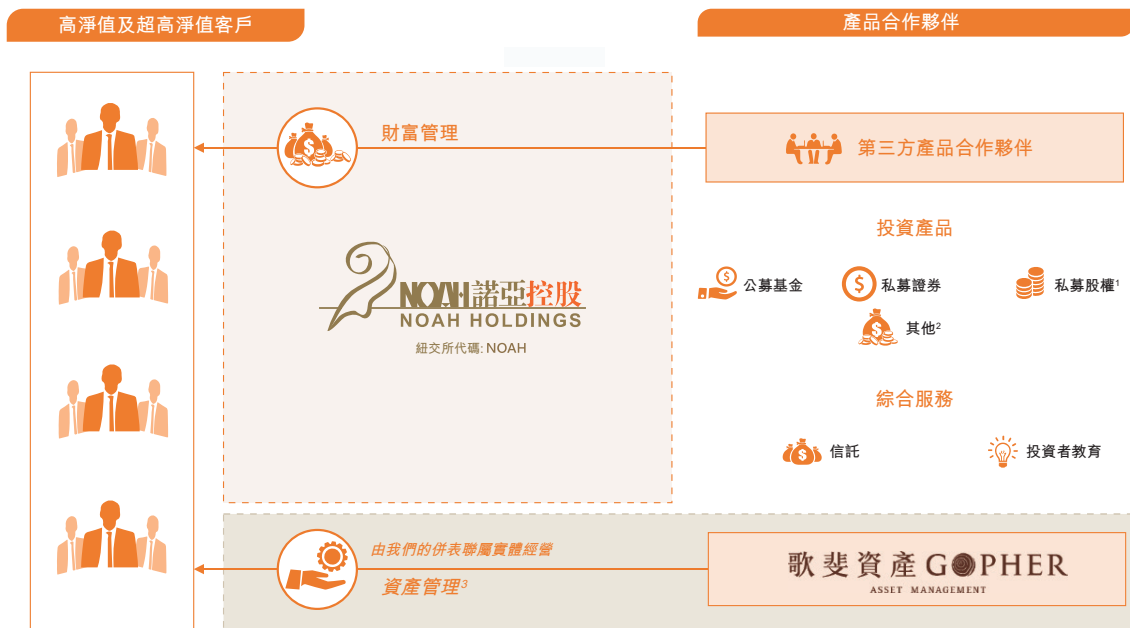 高淨值及超高淨值客戶
產品合作夥伴
財富管理
第三方產品合作夥伴
投資產品
公募基金
私募證券
私募股權¹
其他²
NOAH 諾亞控股
NOAH HOLDINGS
紐交所代碼: NOAH
綜合服務
信託
投資者教育
由我們的併表聯屬實體經營
資產管理³
歌斐資產 GOPHER
ASSET MANAGEMENT